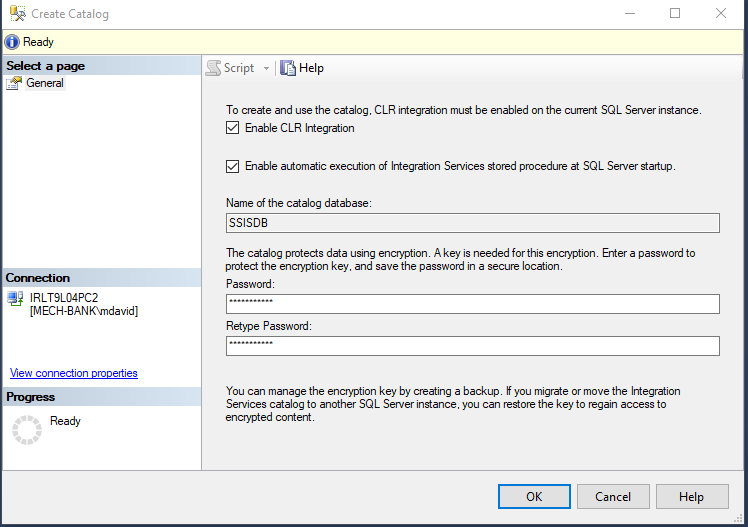 Create Catalog
Ready
Select a page
General
Script
Help
To create and use the catalog, CLR integration must be enabled on the current SQL Server instance.
Enable CLR Integration
Enable automatic execution of Integration Services stored procedure at SQL Server startup.
Name of the catalog database:
SSISDB
The catalog protects data using encryption. A key is needed for this encryption. Enter a password to
protect the encryption key, and save the password in a secure location.
Password:
***********
Retype Password:
***********
You can manage the encryption key by creating a backup. If you migrate or move the Integration
Services catalog to another SQL Server instance, you can restore the key to regain access to
encrypted content.
Connection
IRLT9L04PC2
[MECH-BANK\mdavid]
View connection properties
Progress
Ready
OK
Cancel
Help